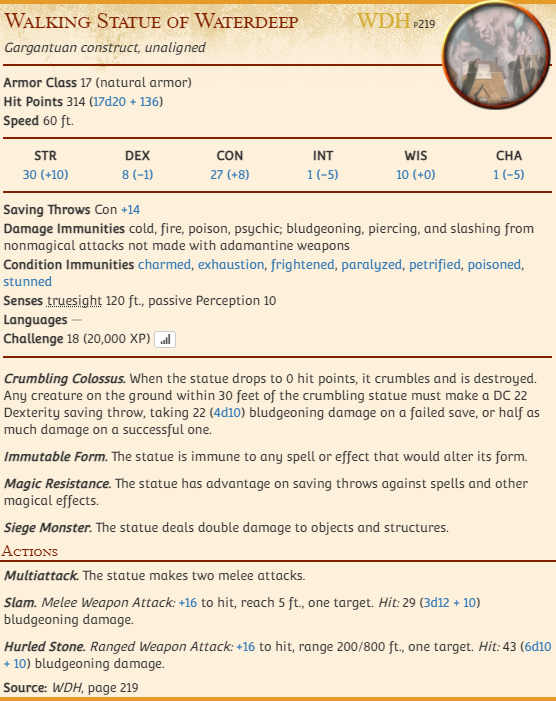 Walking Statue of Waterdeep WDH p219
Gargantuan construct, unaligned
Armor Class 17 (natural armor)
Hit Points 314 (17d20 + 136)
Speed 60 ft.
STR DEX CON INT WIS CHA
30 (+10) 8 (−1) 27 (+8) 1 (−5) 10 (+0) 1 (−5)
Saving Throws Con +14
Damage Immunities cold, fire, poison, psychic; bludgeoning, piercing, and slashing from
nonmagical attacks not made with adamantine weapons
Condition Immunities charmed, exhaustion, frightened, paralyzed, petrified, poisoned,
stunned
Senses truesight 120 ft., passive Perception 10
Languages —
Challenge 18 (20,000 XP)
Crumbling Colossus. When the statue drops to 0 hit points, it crumbles and is destroyed.
Any creature on the ground within 30 feet of the crumbling statue must make a DC 22
Dexterity saving throw, taking 22 (4d10) bludgeoning damage on a failed save, or half as
much damage on a successful one.
Immutable Form. The statue is immune to any spell or effect that would alter its form.
Magic Resistance. The statue has advantage on saving throws against spells and other
magical effects.
Siege Monster. The statue deals double damage to objects and structures.
Actions
Multiattack. The statue makes two melee attacks.
Slam. Melee Weapon Attack: +16 to hit, reach 5 ft., one target. Hit: 29 (3d12 + 10)
bludgeoning damage.
Hurled Stone. Ranged Weapon Attack: +16 to hit, range 200/800 ft., one target. Hit: 43 (6d10
+ 10) bludgeoning damage.
Source: WDH, page 219